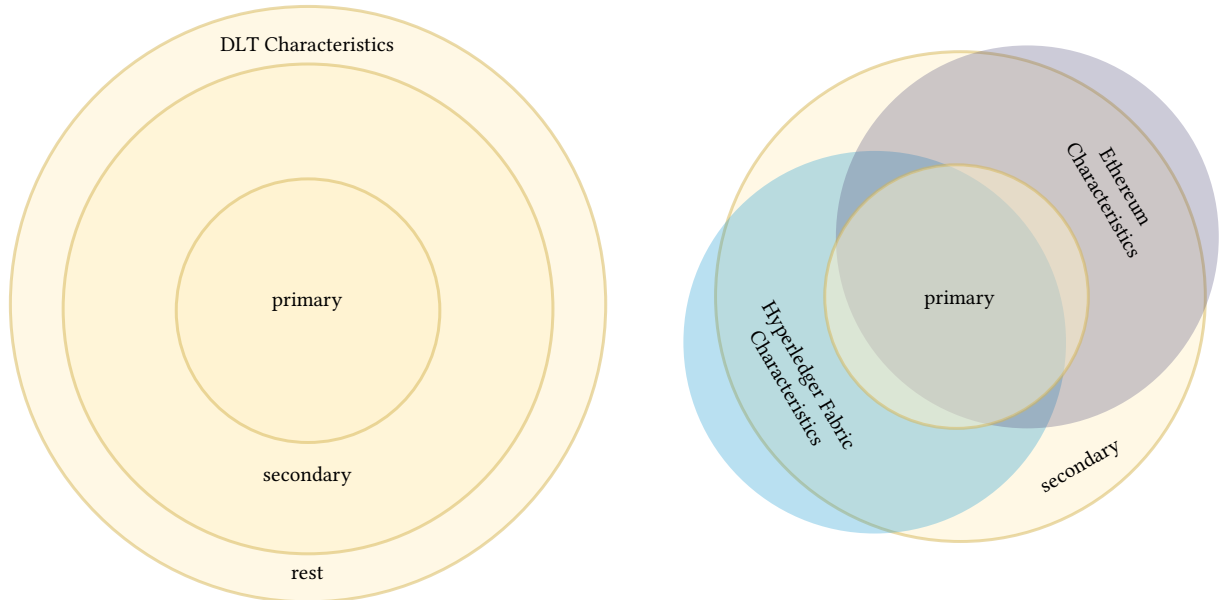 DLT Characteristics
primary
secondary
rest
Ethereum
Characteristics
primary
Hyperledger Fabric
Characteristics
secondary